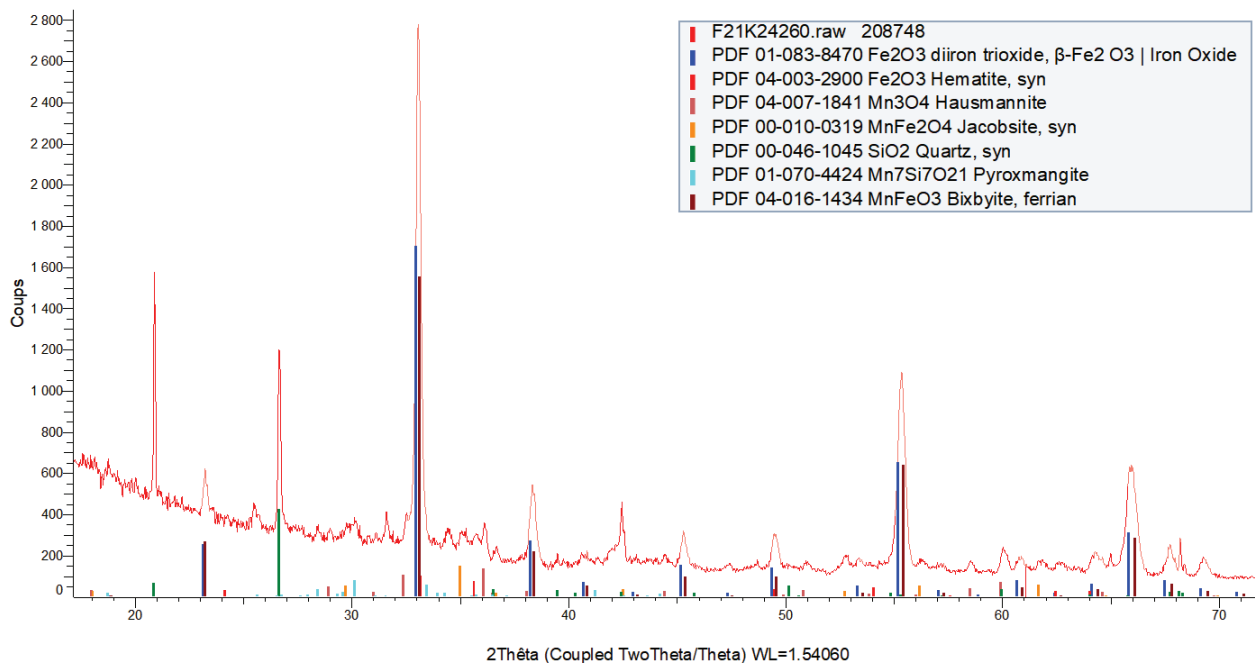 2 800
2 600
2 400
2 200
2 000
1 800
1 600
1 400
1 200
1 000
800
600
400
200
0
Coups
F21K24260.raw 208748
PDF 01-083-8470 Fe2O3 diiron trioxide, β-Fe2 O3 | Iron Oxide
PDF 04-003-2900 Fe2O3 Hematite, syn
PDF 04-007-1841 Mn3O4 Hausmannite
PDF 00-010-0319 MnFe2O4 Jacobsite, syn
PDF 00-046-1045 SiO2 Quartz, syn
PDF 01-070-4424 Mn7Si7O21 Pyroxmangite
PDF 04-016-1434 MnFeO3 Bixbyite, ferrian
20 30 40 50 60 70
2Thêta (Coupled TwoTheta/Theta) WL=1.54060